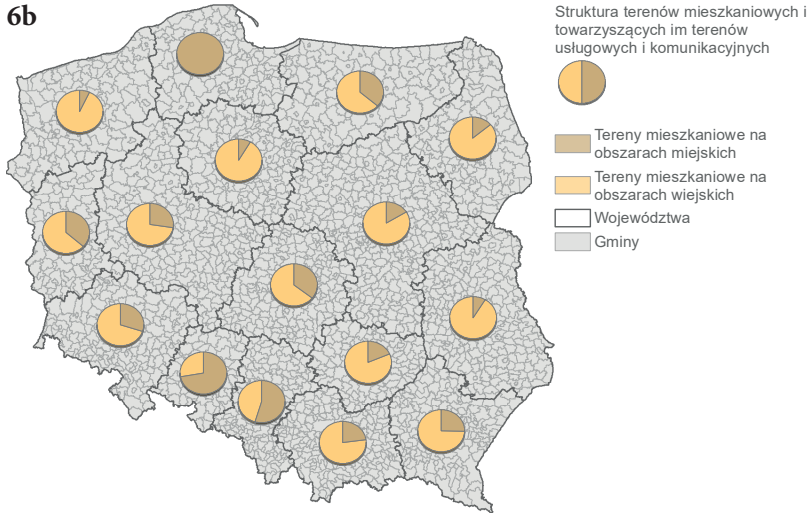 6b
Struktura terenów mieszkaniowych i
towarzyszących im terenów
usługowych i komunikacyjnych
Tereny mieszkaniowe na
obszarach miejskich
Tereny mieszkaniowe na
obszarach wiejskich
Województwa
Gminy